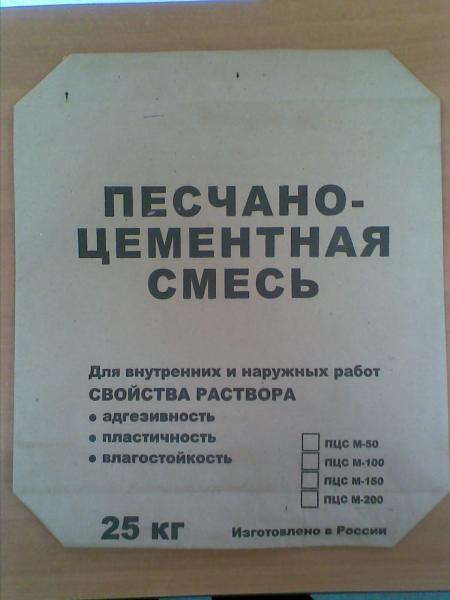 ПЕСЧАНО-
ЦЕМЕНТНАЯ
СМЕСЬ
Для внутренних и наружных работ
СВОЙСТВА РАСТВОРА
• адгезивность
• пластичность
• влагостойкость
ПЦС М-50
ПЦС М-100
ПЦС М-150
ПЦС М-200
25 кг
Изготовлено в России